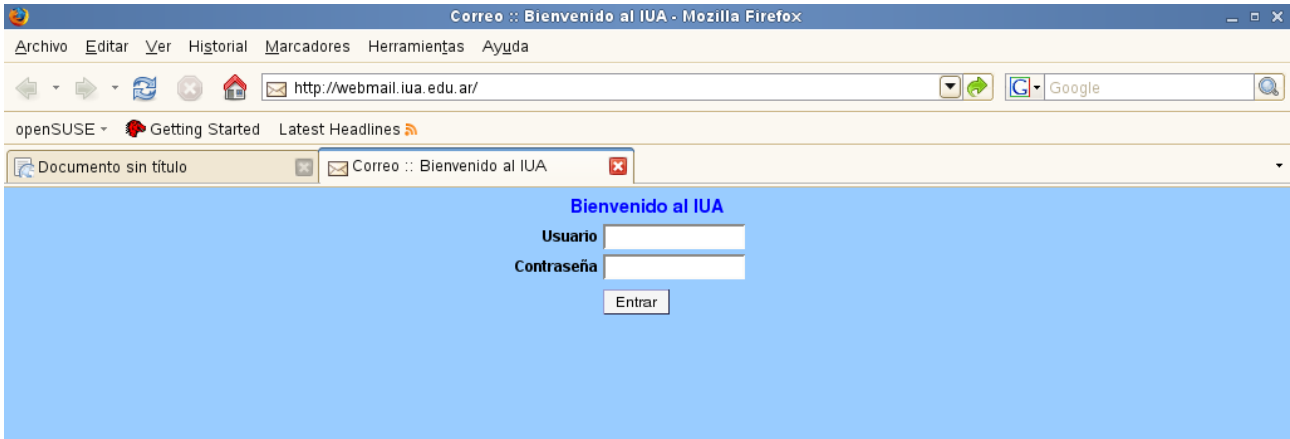 Correo :: Bienvenido al IUA - Mozilla Firefox
Archivo Editar Ver Historial Marcadores Herramientas Ayuda
http://webmail.iua.edu.ar/ G Google
openSUSE Getting Started Latest Headlines
Documento sin título Correo :: Bienvenido al IUA
Bienvenido al IUA
Usuario
Contraseña
Entrar